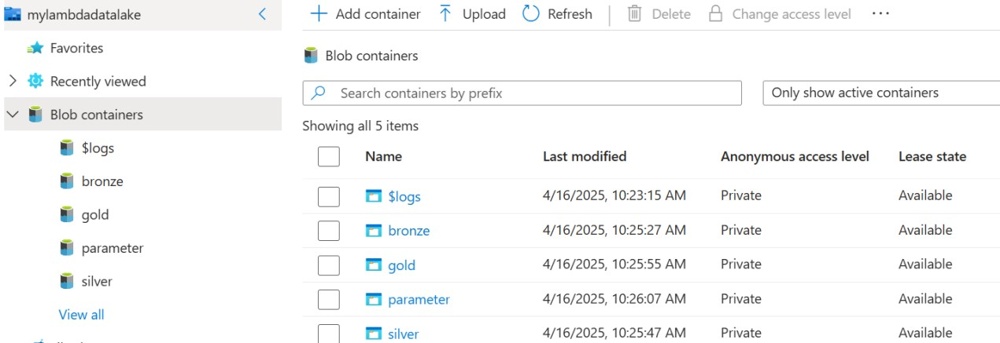 mylambdadatalake
Favorites
Recently viewed
Blob containers
$logs
bronze
gold
parameter
silver
View all
Add container Upload Refresh Delete Change access level ...
Blob containers
Search containers by prefix Only show active containers
Showing all 5 items
Name Last modified Anonymous access level Lease state
$logs 4/16/2025, 10:23:15 AM Private Available
bronze 4/16/2025, 10:25:27 AM Private Available
gold 4/16/2025, 10:25:55 AM Private Available
parameter 4/16/2025, 10:26:07 AM Private Available
silver 4/16/2025, 10:25:47 AM Private Available